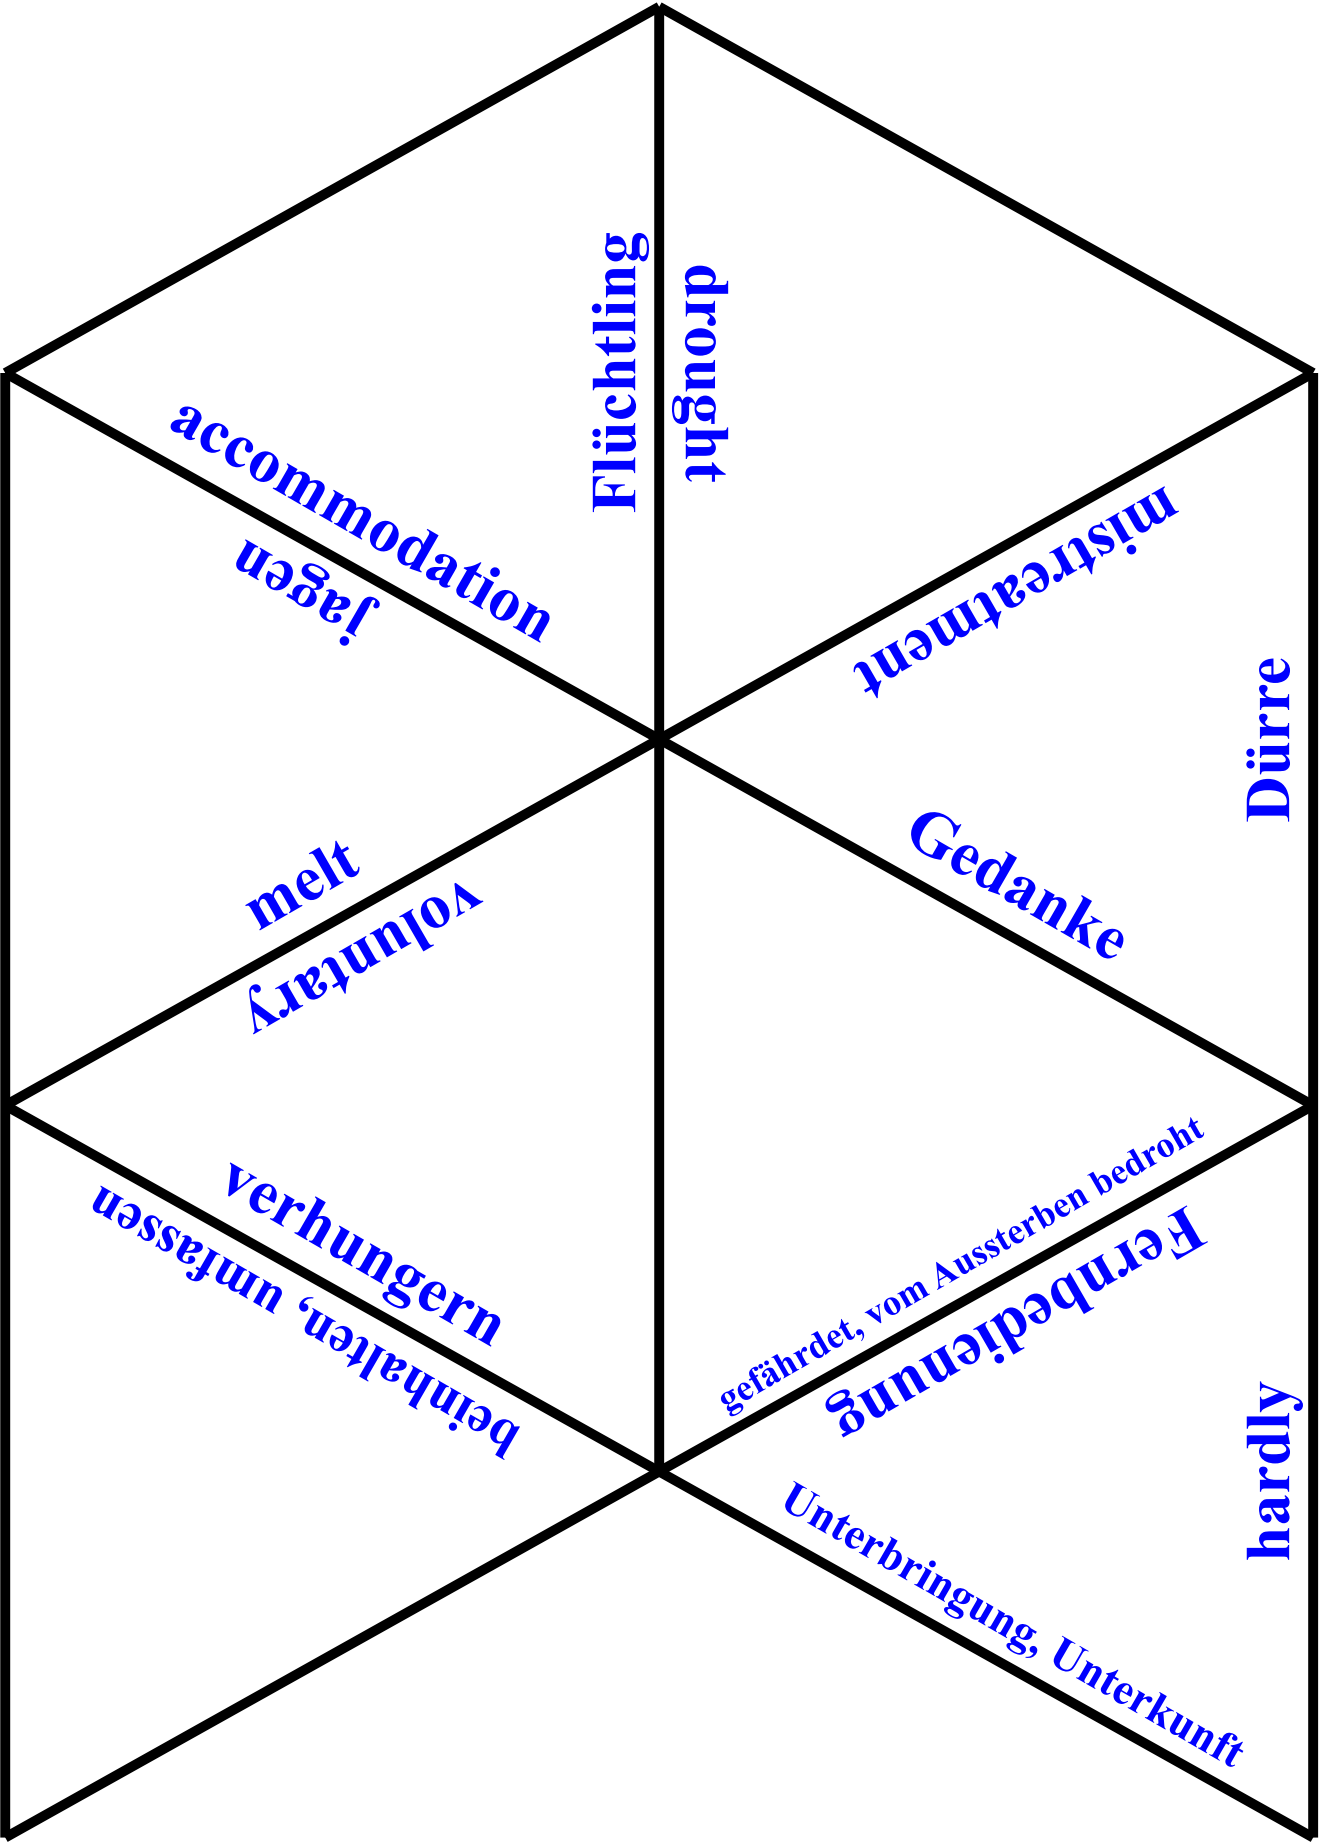 Flüchtling
drought
accommodation
jagen
mistreatment
Dürre
melt
voluntary
Gedanke
verhungern
beinhalten, umfassen
gefährdet, vom Aussterben bedroht
Fernbedienung
hardly
Unterbringung, Unterkunft